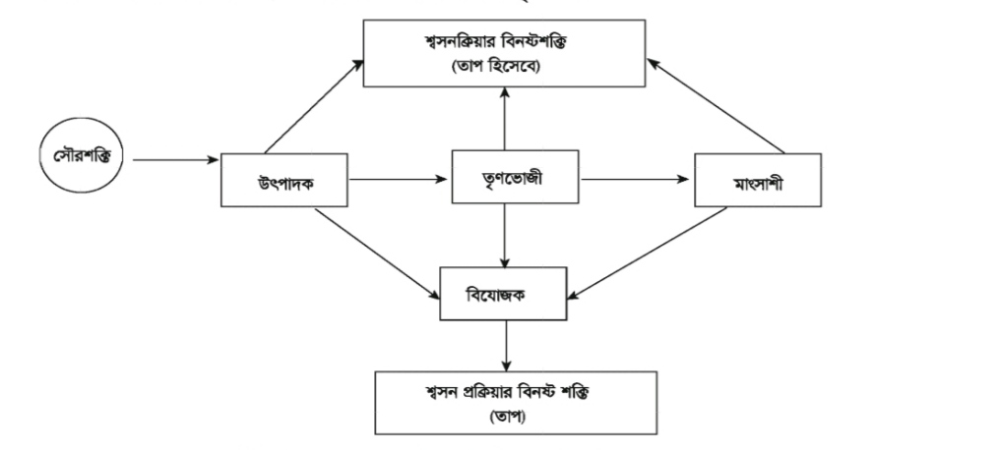 শ্বসনক্রিয়ার বিনষ্টশক্তি
(তাপ হিসেবে)
সৌরশক্তি
উৎপাদক
তৃণভোজী
মাংসাশী
বিযোজক
শ্বসন প্রক্রিয়ার বিনষ্ট শক্তি
(তাপ)